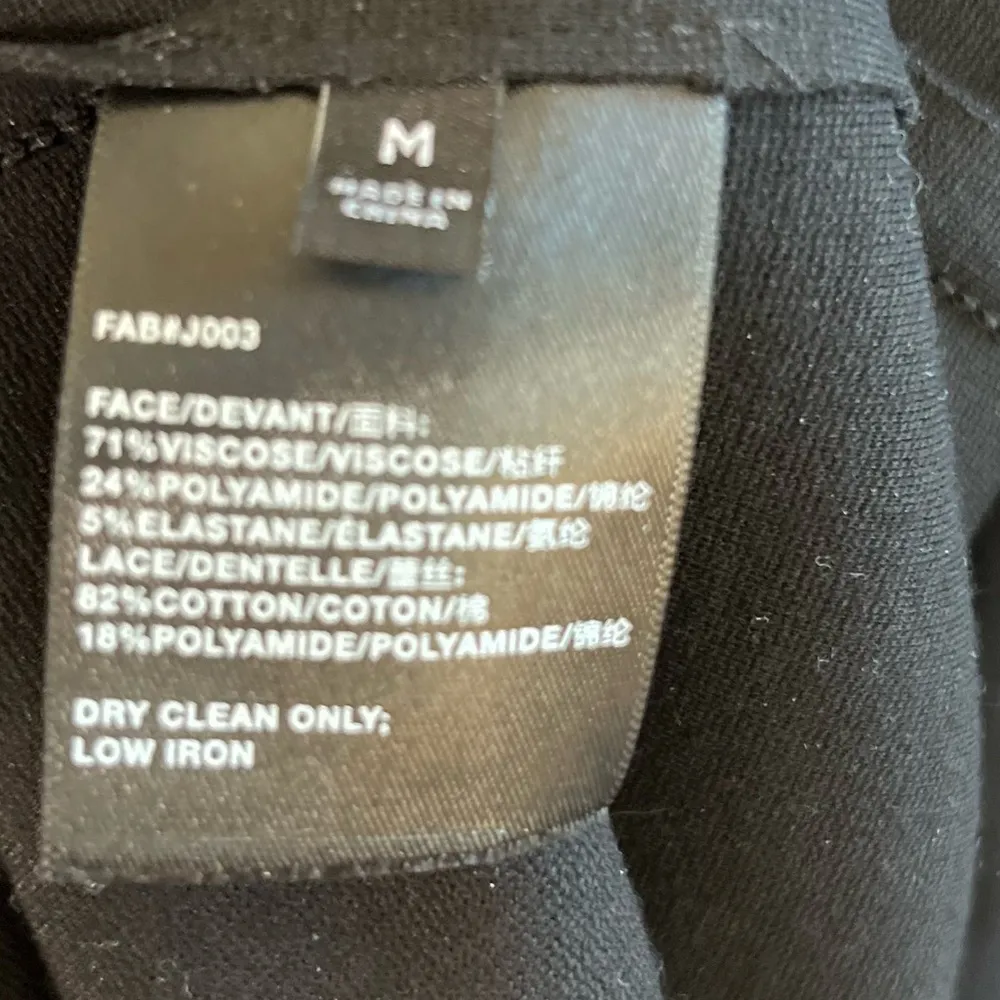 M
MADE IN
CHINA
FAB#J003
FACE/DEVANT/面料:
71%VISCOSE/VISCOSE/粘纤
24%POLYAMIDE/POLYAMIDE/锦纶
5%ELASTANE/ÉLASTANE/氨纶
LACE/DENTELLE/蕾丝:
82%COTTON/COTON/棉
18%POLYAMIDE/POLYAMIDE/锦纶
DRY CLEAN ONLY;
LOW IRON